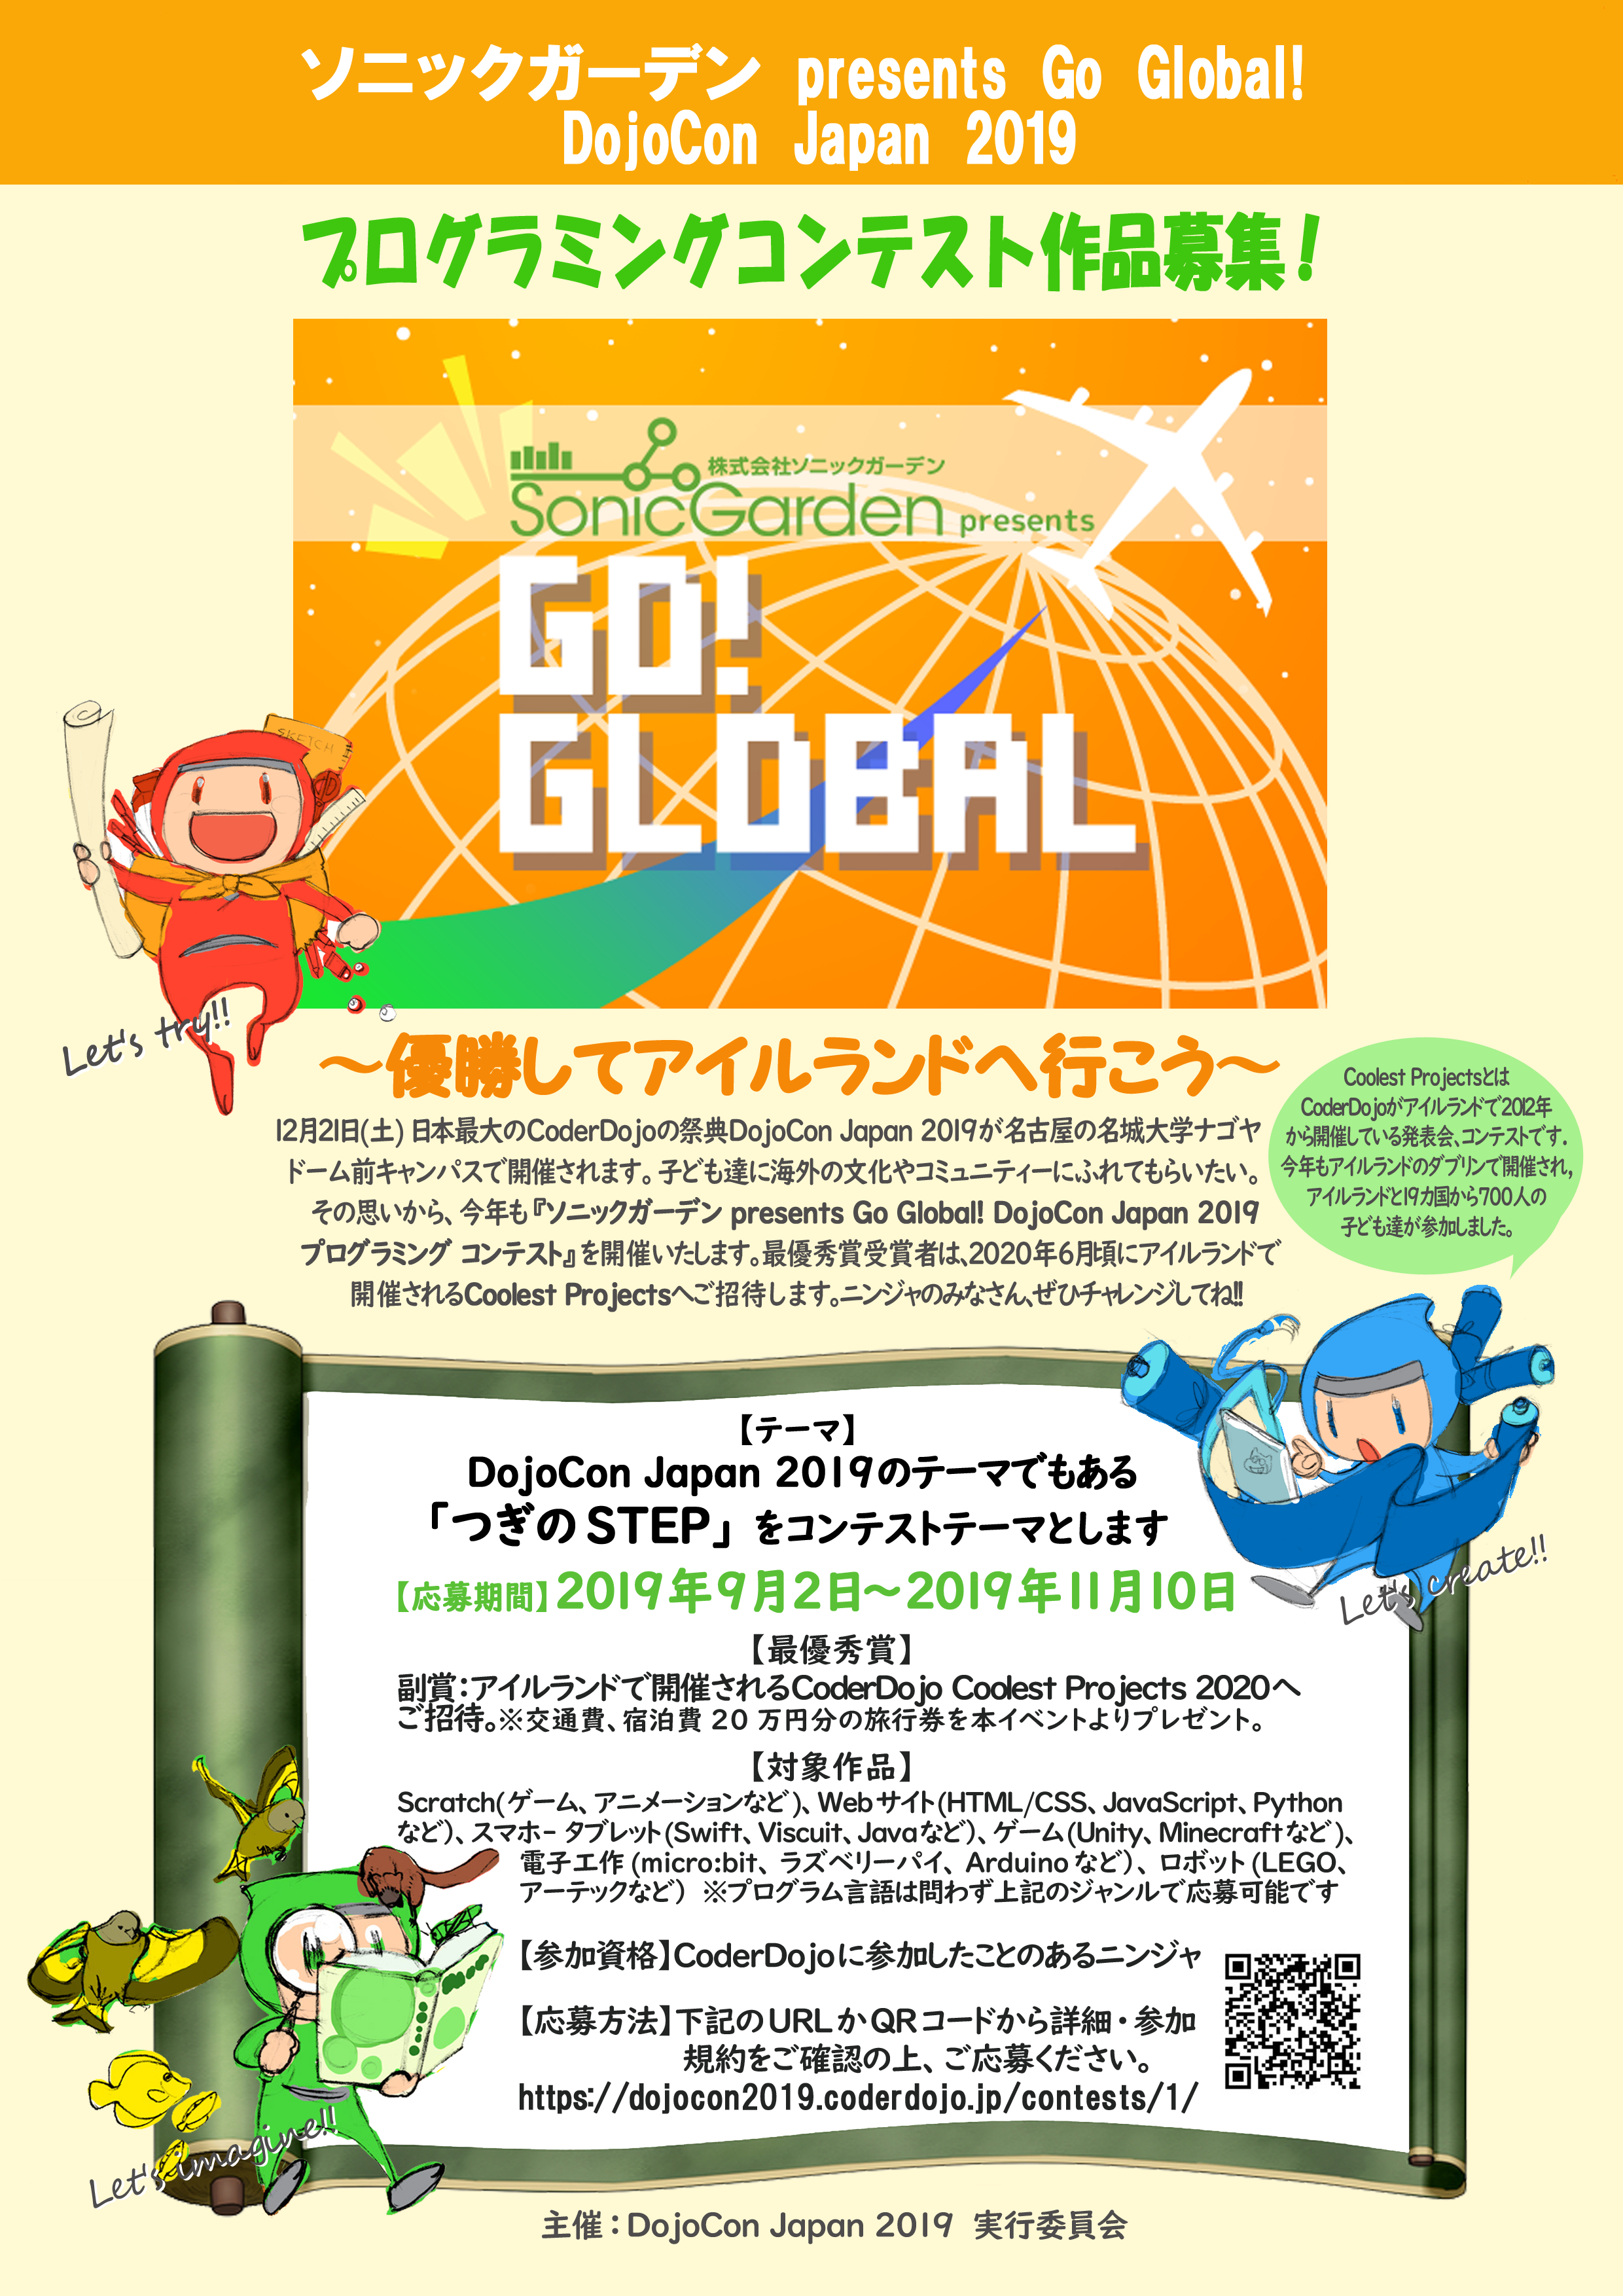 ソニックガーデン presents Go Global!
DojoCon Japan 2019
プログラミングコンテスト作品募集！
株式会社ソニックガーデン
SonicGarden presents
GO!
GLOBAL
SKETCH
Let's try!!
～優勝してアイルランドへ行こう～
12月21日(土) 日本最大のCoderDojoの祭典DojoCon Japan 2019が名古屋の名城大学ナゴヤ
ドーム前キャンパスで開催されます。子ども達に海外の文化やコミュニティーにふれてもらいたい。
その思いから、今年も『ソニックガーデン presents Go Global! DojoCon Japan 2019
プログラミング コンテスト』を開催いたします。最優秀賞受賞者は、2020年6月頃にアイルランドで
開催されるCoolest Projectsへご招待します。ニンジャのみなさん、ぜひチャレンジしてね!!
Coolest Projectsとは
CoderDojoがアイルランドで2012年
から開催している発表会、コンテストです.
今年もアイルランドのダブリンで開催され,
アイルランドと19カ国から700人の
子ども達が参加しました。
【テーマ】
DojoCon Japan 2019のテーマでもある
「つぎの STEP」をコンテストテーマとします
Let's create!!
【応募期間】2019年9月2日～2019年11月10日
【最優秀賞】
副賞：アイルランドで開催されるCoderDojo Coolest Projects 2020へ
ご招待。※交通費、宿泊費 20 万円分の旅行券を本イベントよりプレゼント。
【対象作品】
Scratch(ゲーム、アニメーションなど)、Webサイト(HTML/CSS、JavaScript、Python
など)、スマホ- タブレット(Swift、Viscuit、Javaなど)、ゲーム(Unity、Minecraftなど)、
電子工作 (micro:bit、ラズベリーパイ、Arduino など)、ロボット (LEGO、
アーテックなど) ※プログラム言語は問わず上記のジャンルで応募可能です
【参加資格】CoderDojoに参加したことのあるニンジャ
【応募方法】下記のURLかQRコードから詳細・参加
規約をご確認の上、ご応募ください。
https://dojocon2019.coderdojo.jp/contests/1/
Let's imagine!!
主催：DojoCon Japan 2019 実行委員会